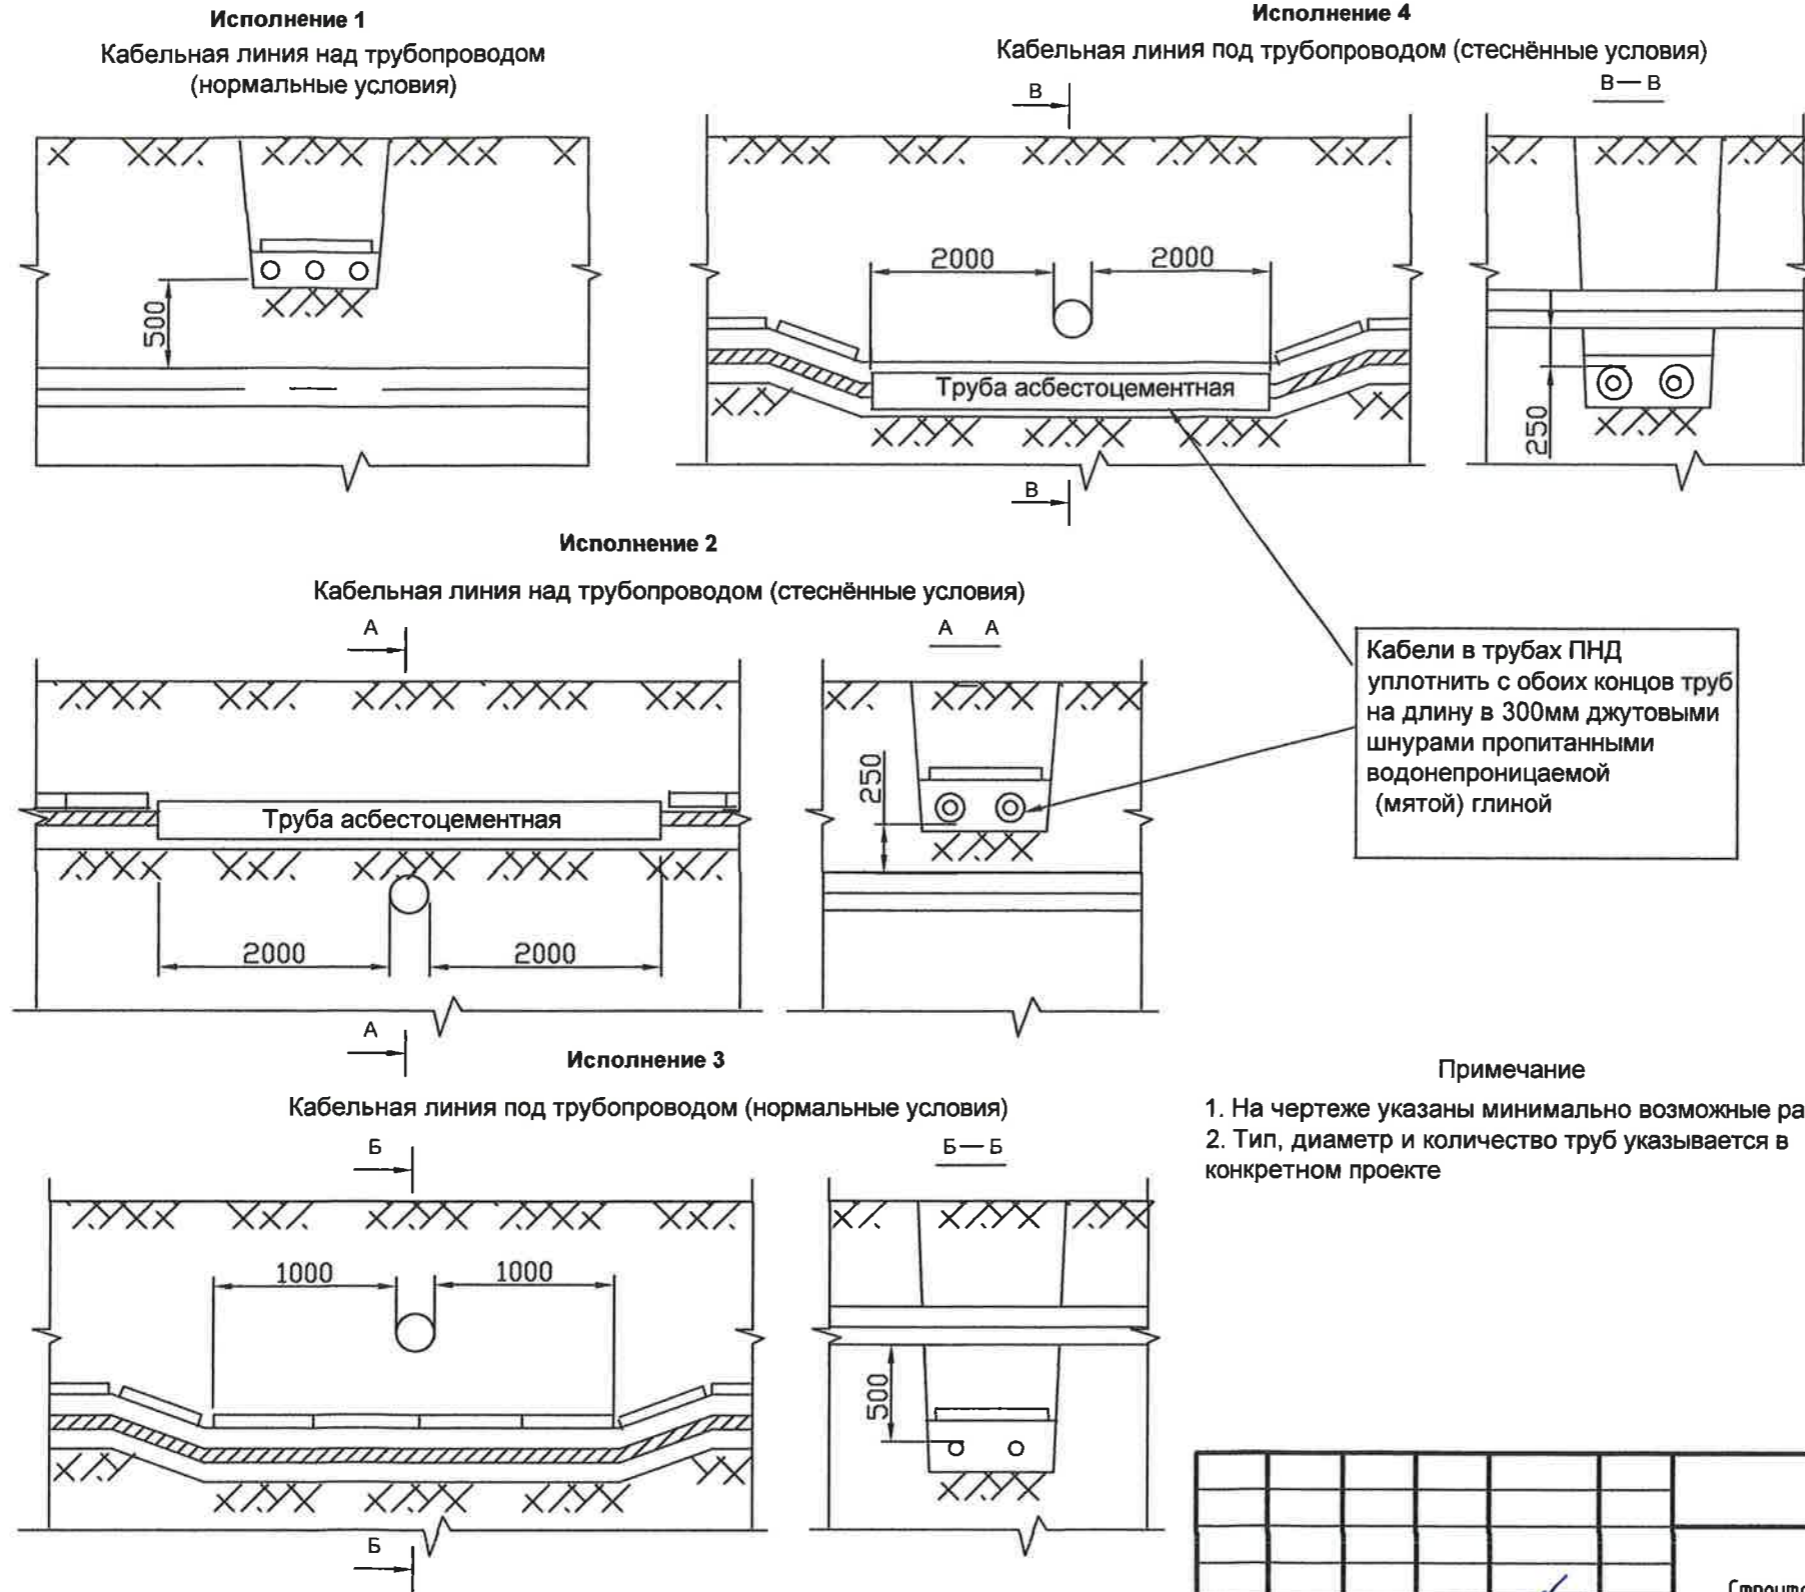 Исполнение 1
Кабельная линия над трубопроводом
(нормальные условия)
500
Исполнение 4
Кабельная линия под трубопроводом (стеснённые условия)
В
В — В
2000
2000
Труба асбестоцементная
250
В
Исполнение 2
Кабельная линия над трубопроводом (стеснённые условия)
А
А А
Труба асбестоцементная
2000
2000
250
А
Кабели в трубах ПНД
уплотнить с обоих концов труб
на длину в 300мм джутовыми
шнурами пропитанными
водонепроницаемой
(мятой) глиной
Исполнение 3
Кабельная линия под трубопроводом (нормальные условия)
Б
Б — Б
1000
1000
500
Б
Примечание
1. На чертеже указаны минимально возможные ра
2. Тип, диаметр и количество труб указывается в
конкретном проекте